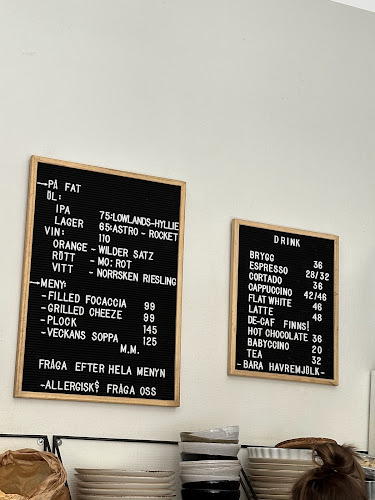 →PÅ FAT
ÖL:
IPA 75:LOWLANDS-HYLLIE
LAGER 65:ASTRO-ROCKET
VIN: 110
ORANGE - WILDER SATZ
RÖTT - MO: ROT
VITT - NORRSKEN RIESLING
→MENY:
-FILLED FOCACCIA 99
-GRILLED CHEEZE 99
-PLOCK 145
-VECKANS SOPPA 125
M.M.
FRÅGA EFTER HELA MENYN
-ALLERGISK? FRÅGA OSS
DRINK
BRYGG 36
ESPRESSO 28/32
CORTADO 36
CAPPUCCINO 42/46
FLAT WHITE 46
LATTE 48
DE-CAF FINNS!
HOT CHOCOLATE 36
BABYCCINO 20
TEA 32
-BARA HAVREMJÖLK-